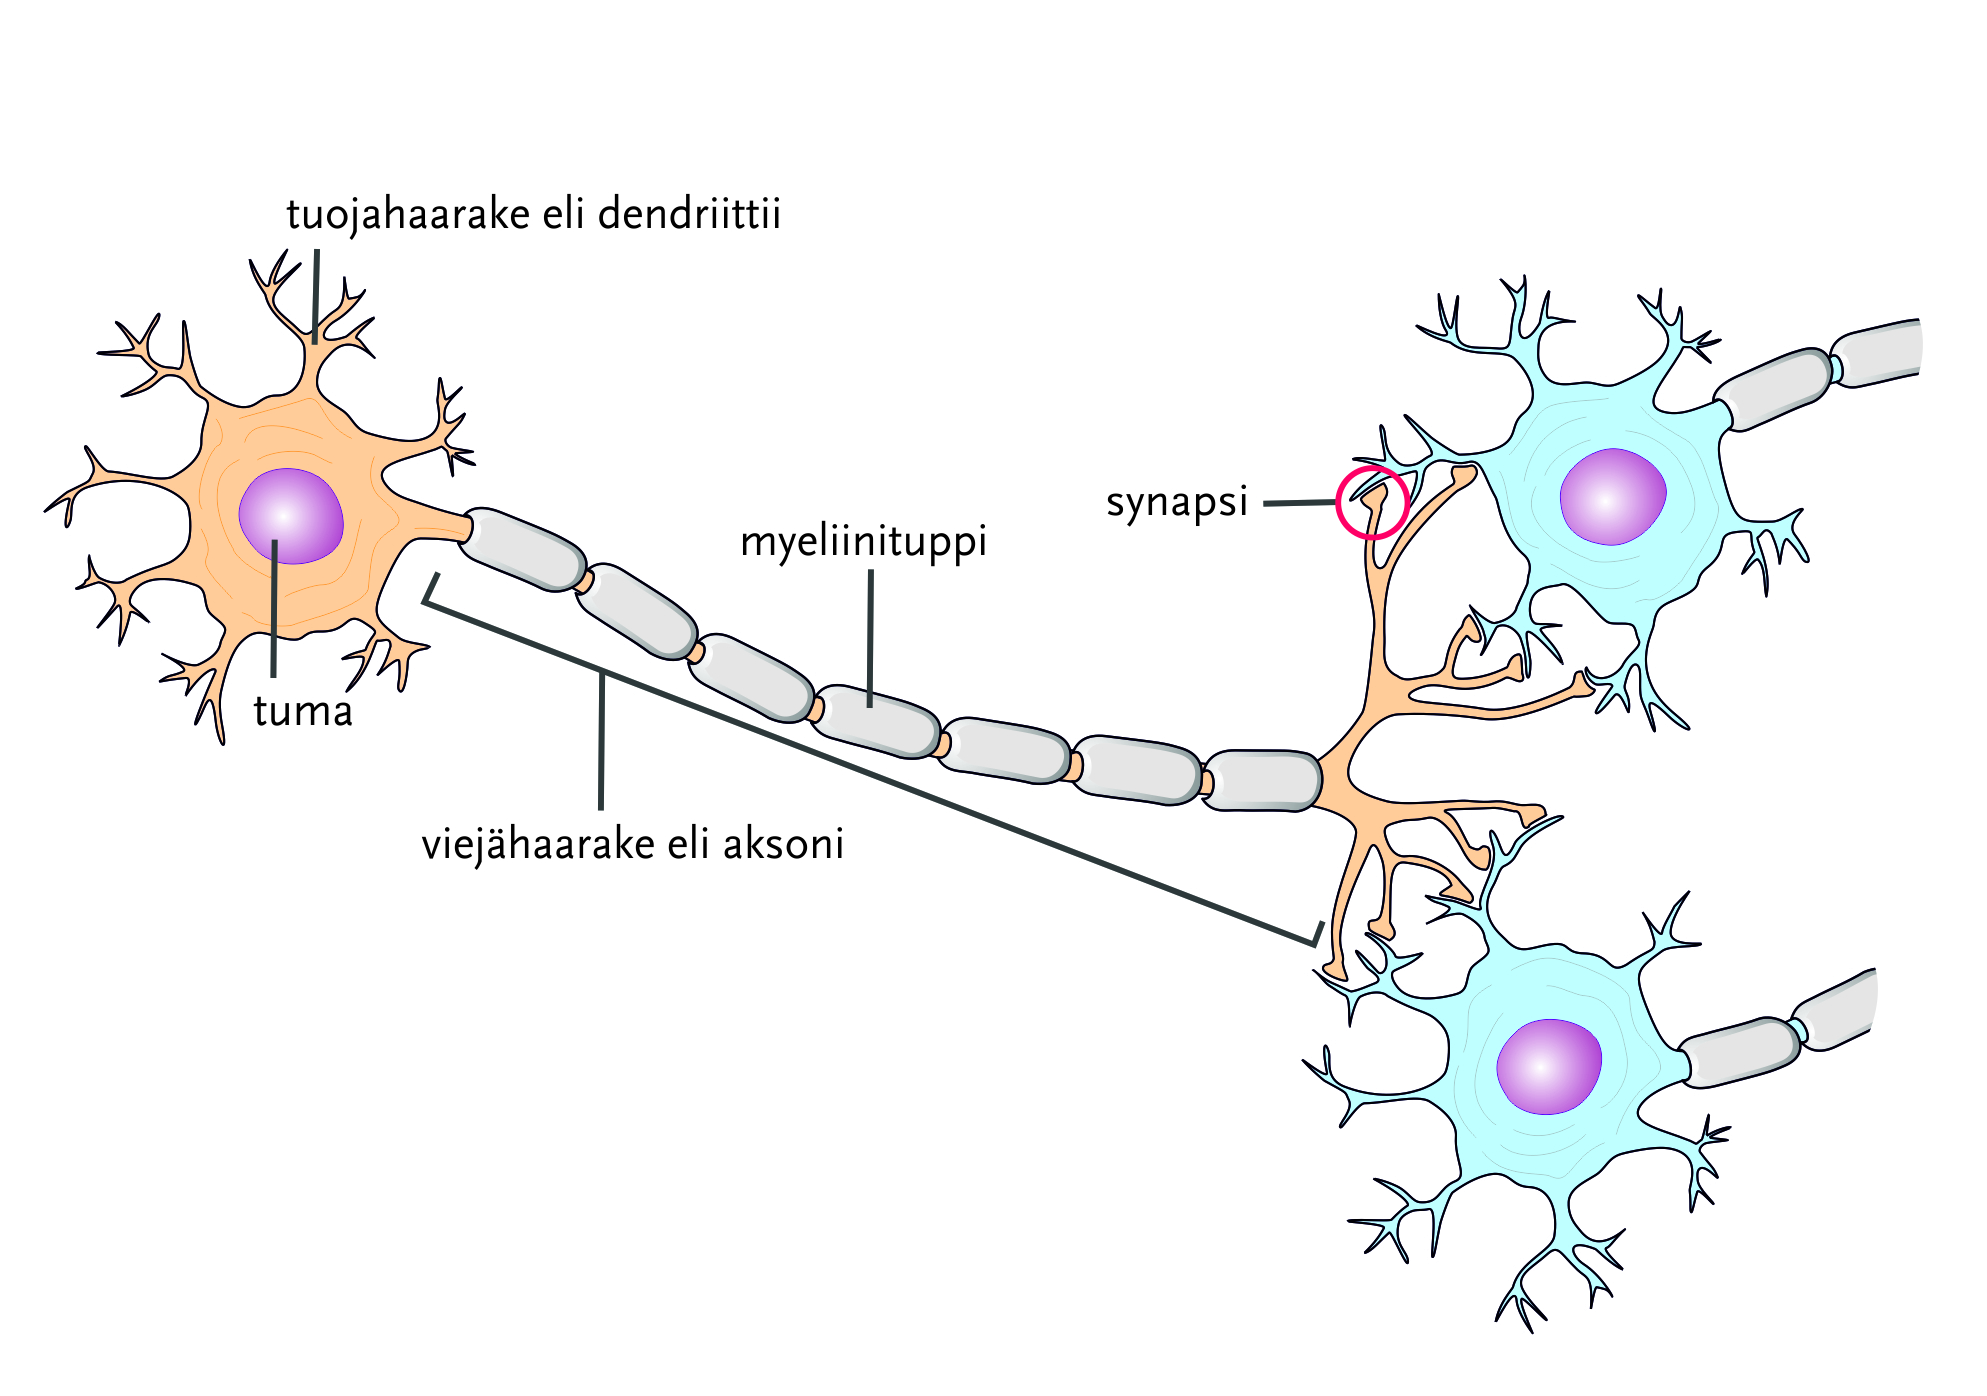 tuojahaarake eli dendriittii
synapsi
myeliinituppi
tuma
viejähaarake eli aksoni